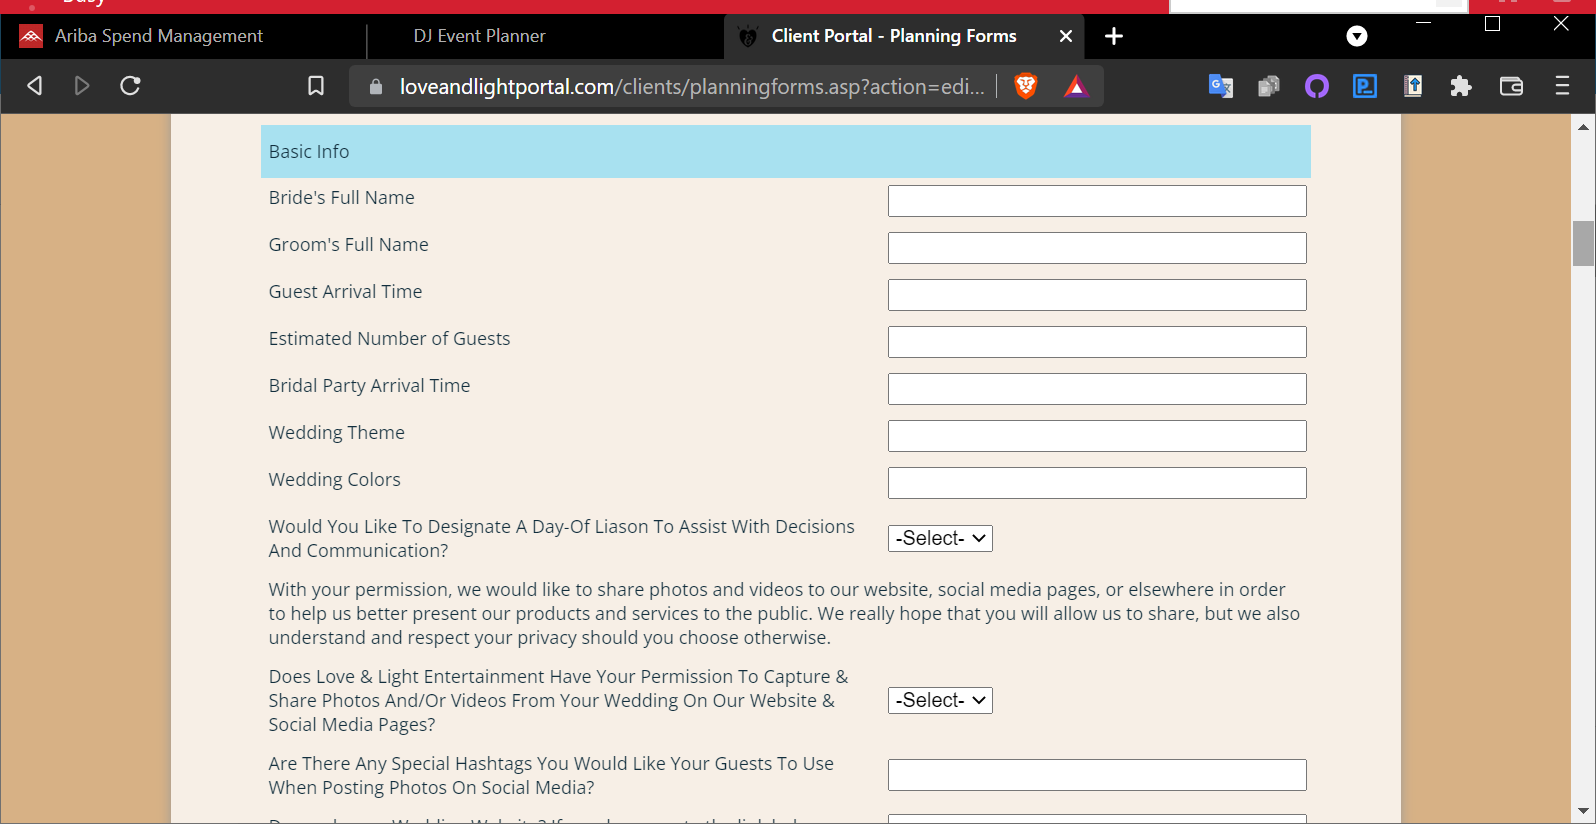 Ariba Spend Management
DJ Event Planner
Client Portal - Planning Forms
loveandlightportal.com/clients/planningforms.asp?action=edi...
Basic Info
Bride's Full Name
Groom's Full Name
Guest Arrival Time
Estimated Number of Guests
Bridal Party Arrival Time
Wedding Theme
Wedding Colors
Would You Like To Designate A Day-Of Liason To Assist With Decisions
And Communication?
-Select-
With your permission, we would like to share photos and videos to our website, social media pages, or elsewhere in order
to help us better present our products and services to the public. We really hope that you will allow us to share, but we also
understand and respect your privacy should you choose otherwise.
Does Love & Light Entertainment Have Your Permission To Capture &
Share Photos And/Or Videos From Your Wedding On Our Website &
Social Media Pages?
-Select-
Are There Any Special Hashtags You Would Like Your Guests To Use
When Posting Photos On Social Media?